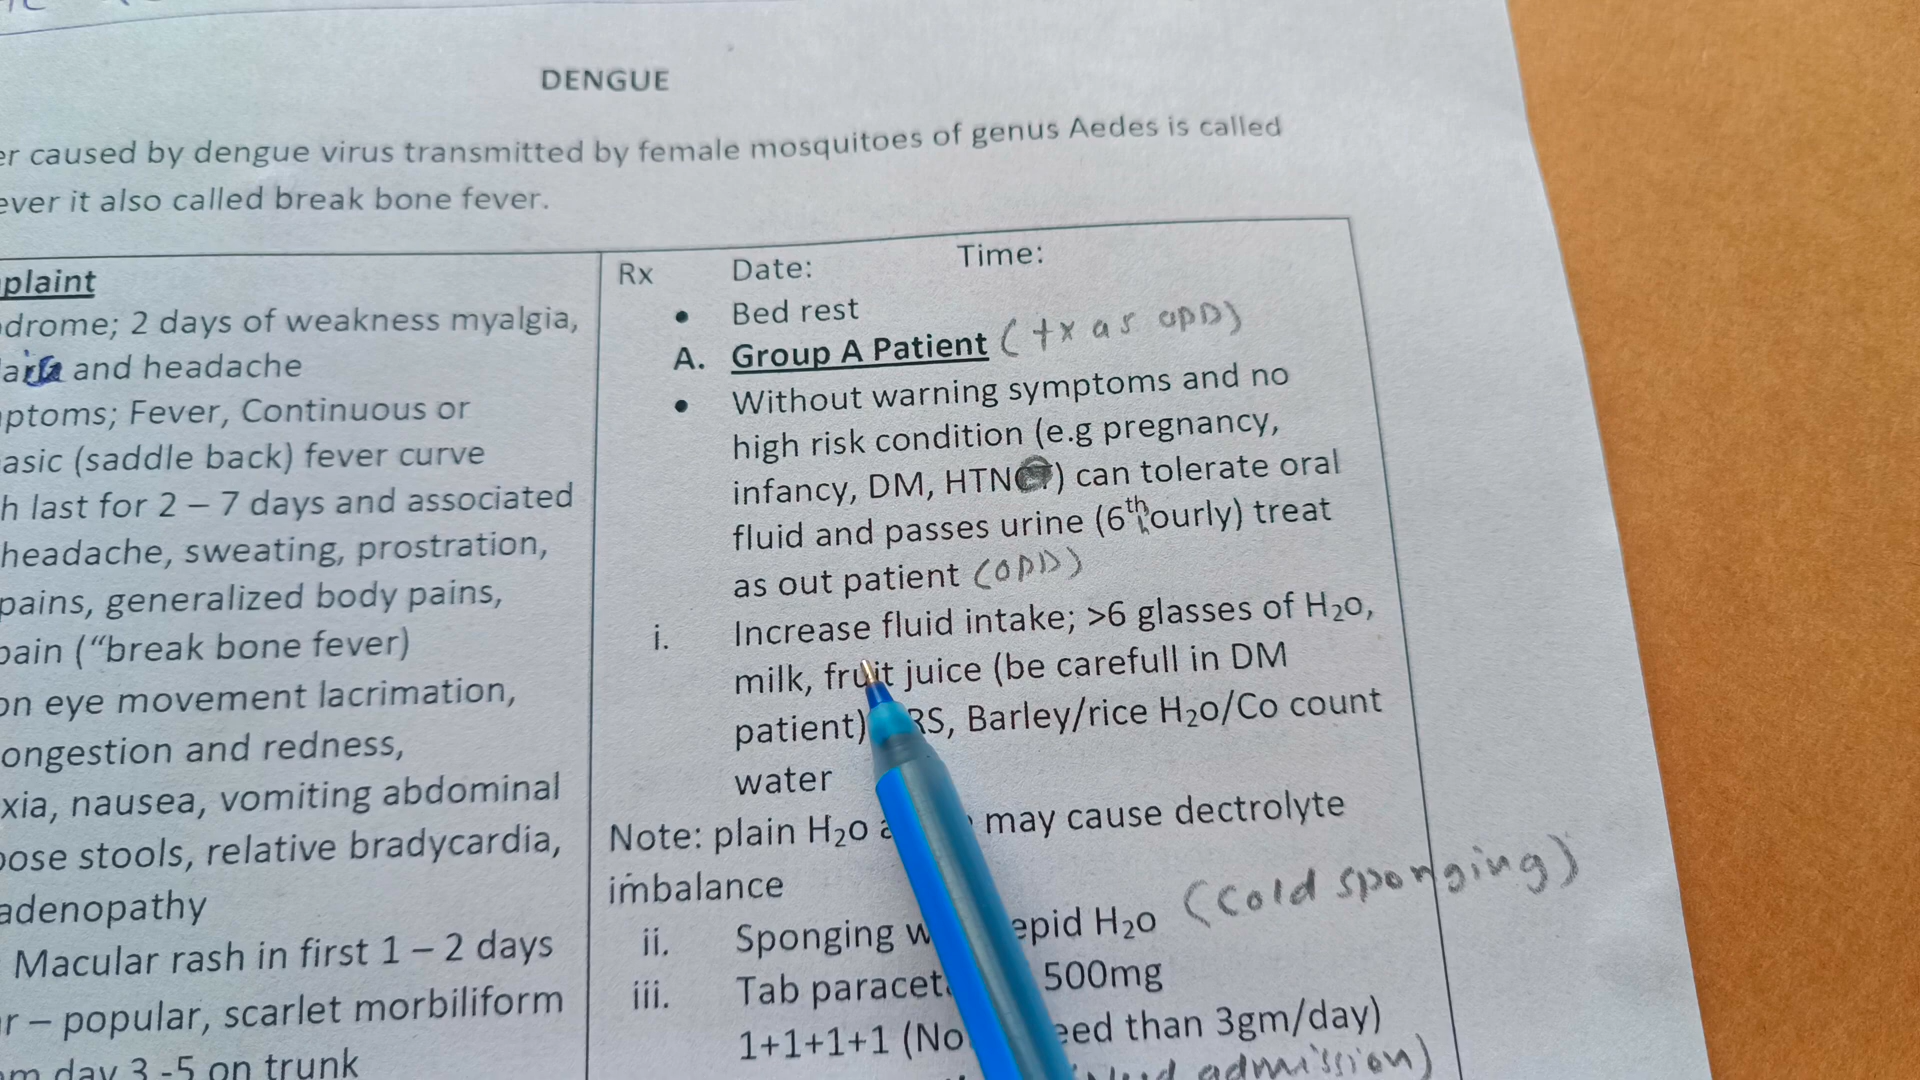 DENGUE
er caused by dengue virus transmitted by female mosquitoes of genus Aedes is called
ever it also called break bone fever.
plaint
drome; 2 days of weakness myalgia,
and headache
ptoms; Fever, Continuous or
asic (saddle back) fever curve
h last for 2 – 7 days and associated
headache, sweating, prostration,
pains, generalized body pains,
pain (“break bone fever)
on eye movement lacrimation,
ongestion and redness,
xia, nausea, vomiting abdominal
oose stools, relative bradycardia,
adenopathy
Macular rash in first 1 – 2 days
r – popular, scarlet morbiliform
m day 3 -5 on trunk
Rx Date: Time:
• Bed rest
A. Group A Patient (tx as OPD)
• Without warning symptoms and no
high risk condition (e.g pregnancy,
infancy, DM, HTN ) can tolerate oral
fluid and passes urine (6th hourly) treat
as out patient (OPD)
i. Increase fluid intake; >6 glasses of H₂o,
milk, fruit juice (be carefull in DM
patient) RS, Barley/rice H₂o/Co count
water
Note: plain H₂o may cause dectrolyte
imbalance
ii. Sponging w epid H₂o (cold sponging)
iii. Tab paracet 500mg
1+1+1+1 (No eed than 3gm/day)
admission)